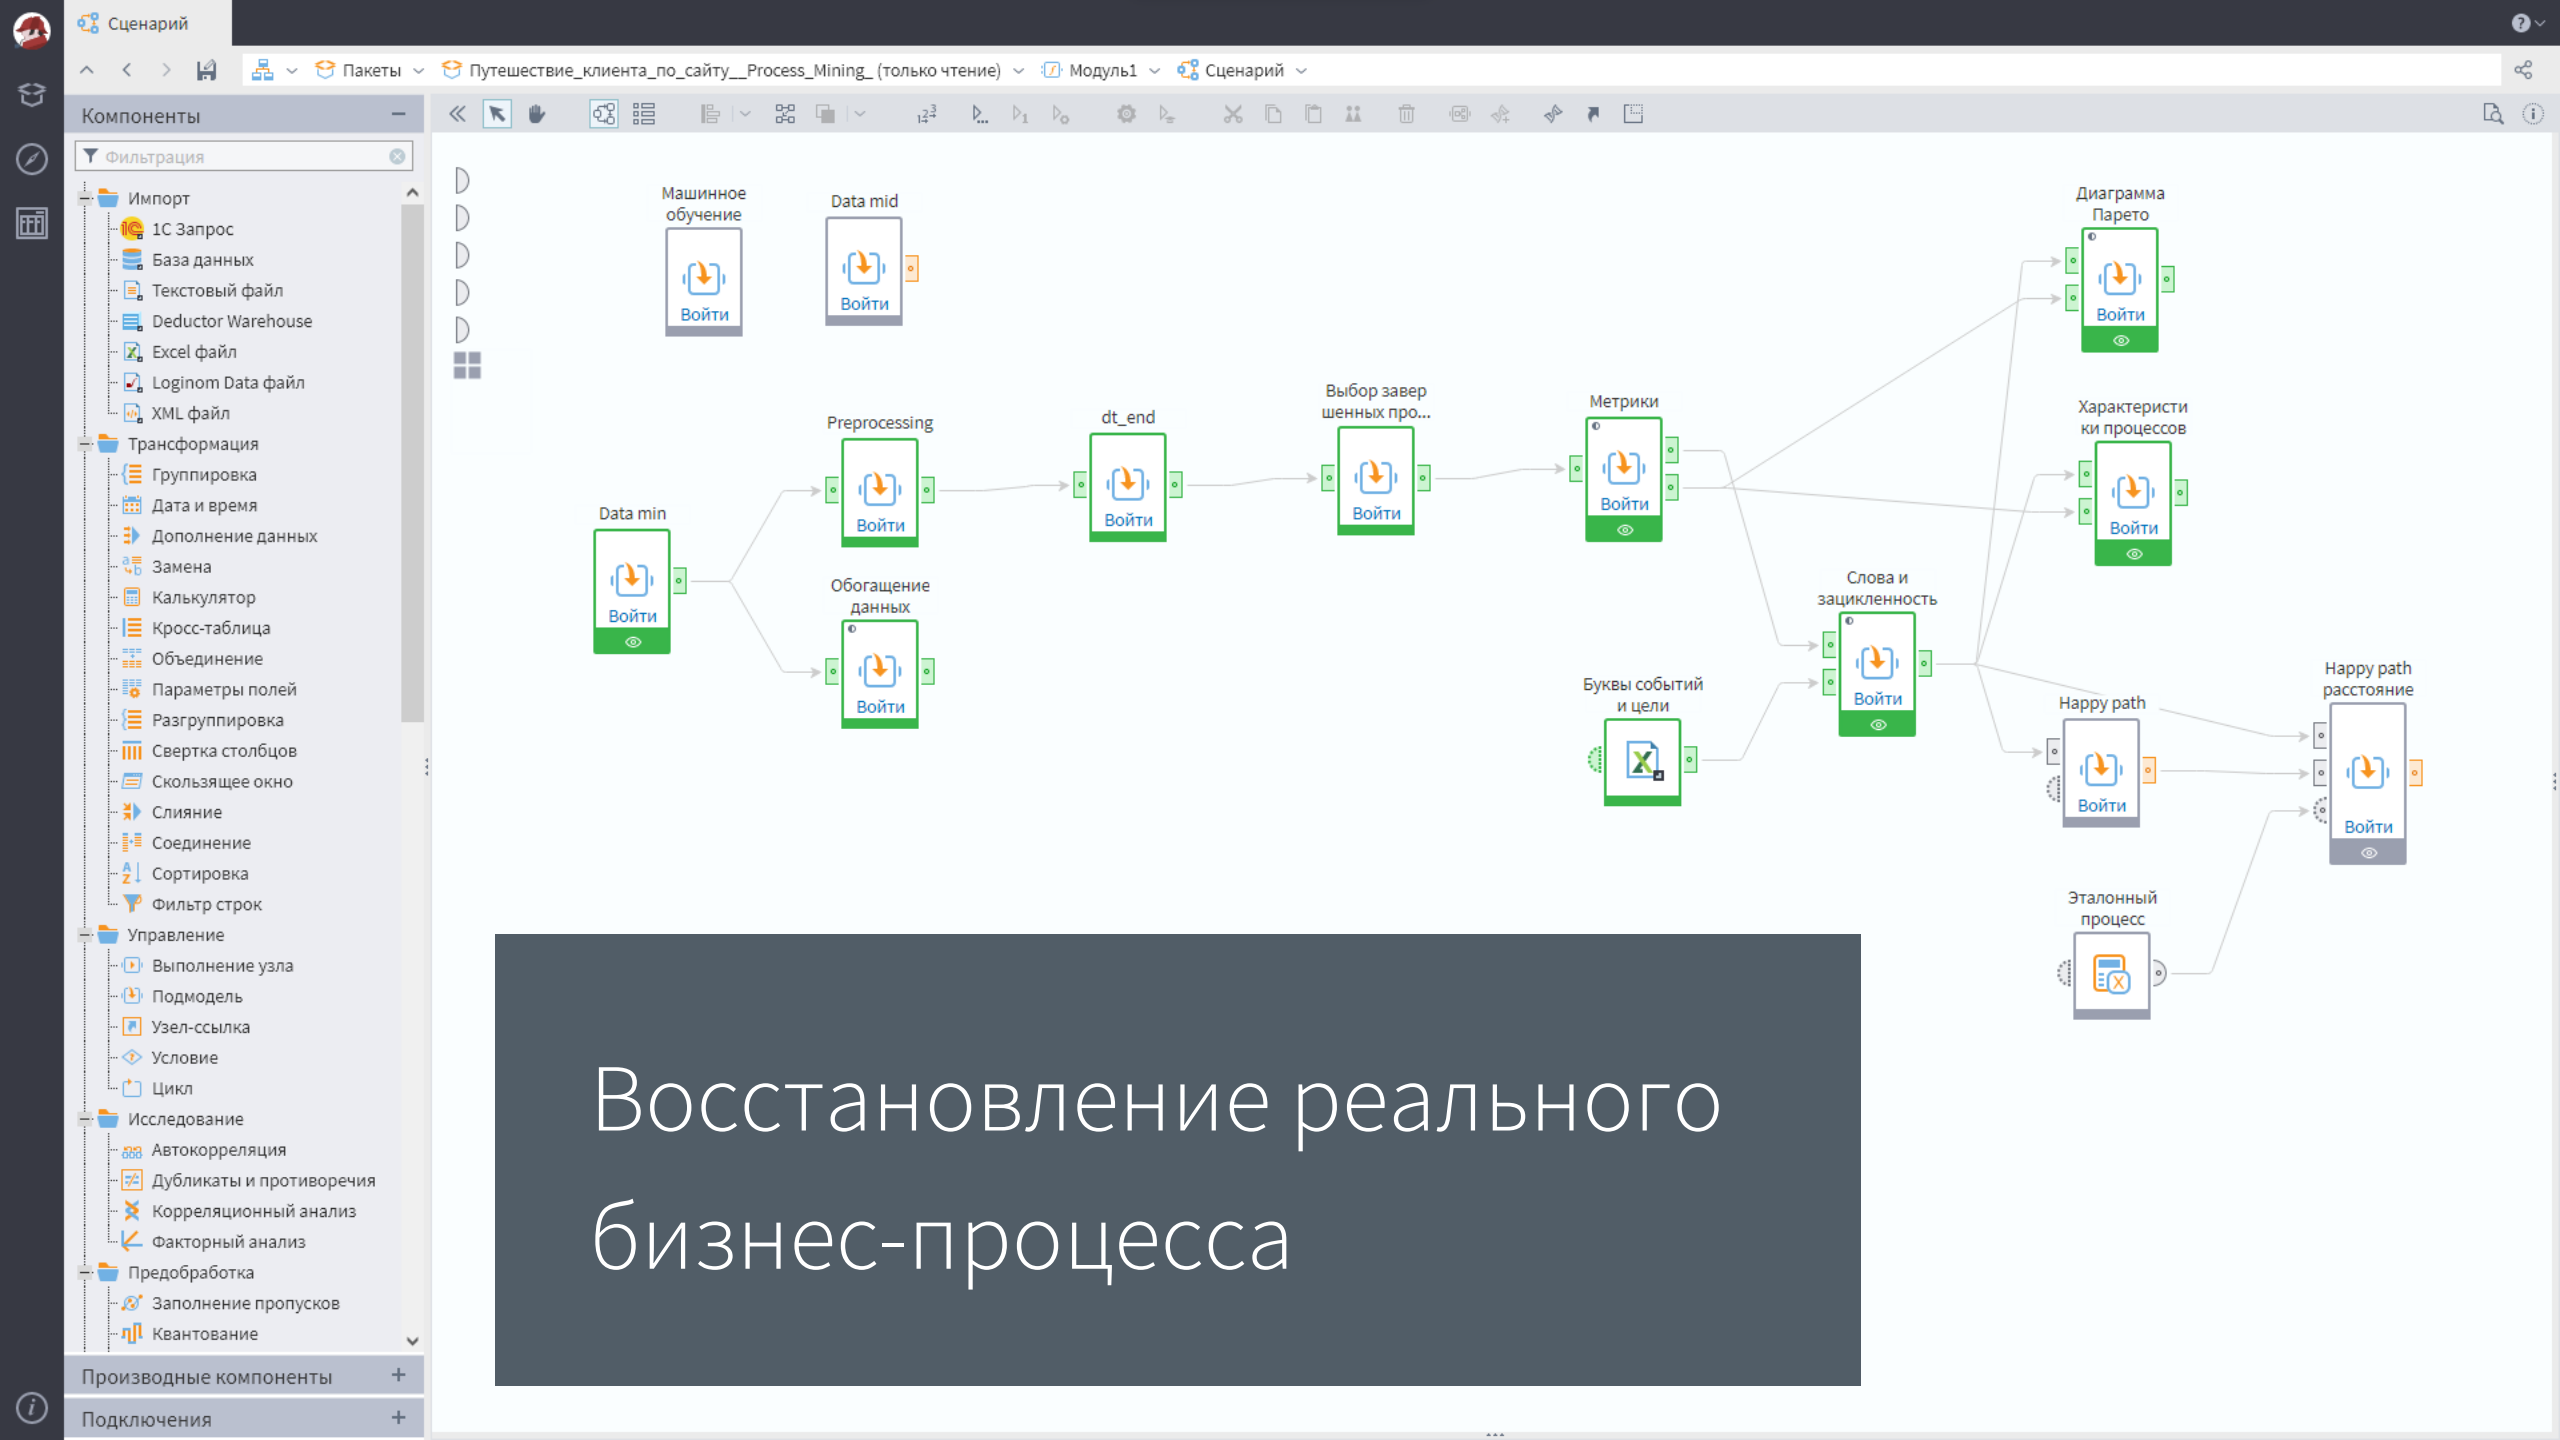 Сценарий
Пакеты
Путешествие_клиента_по_сайту__Process_Mining_ (только чтение)
Модуль1
Сценарий
Компоненты
Фильтрация
Импорт
1С Запрос
База данных
Текстовый файл
Deductor Warehouse
Excel файл
Loginom Data файл
XML файл
Трансформация
Группировка
Дата и время
Дополнение данных
Замена
Калькулятор
Кросс-таблица
Объединение
Параметры полей
Разгруппировка
Свертка столбцов
Скользящее окно
Слияние
Соединение
Сортировка
Фильтр строк
Управление
Выполнение узла
Подмодель
Узел-ссылка
Условие
Цикл
Исследование
Автокорреляция
Дубликаты и противоречия
Корреляционный анализ
Факторный анализ
Предобработка
Заполнение пропусков
Квантование
Производные компоненты
Подключения
Машинное
обучение
Войти
Data mid
Войти
Data min
Войти
Preprocessing
Войти
Обогащение
данных
Войти
dt_end
Войти
Выбор завер
шенных про...
Войти
Метрики
Войти
Буквы событий
и цели
Слова и
зацикленность
Войти
Диаграмма
Парето
Войти
Характеристи
ки процессов
Войти
Happy path
Войти
Happy path
расстояние
Войти
Эталонный
процесс
Восстановление реального
бизнес-процесса